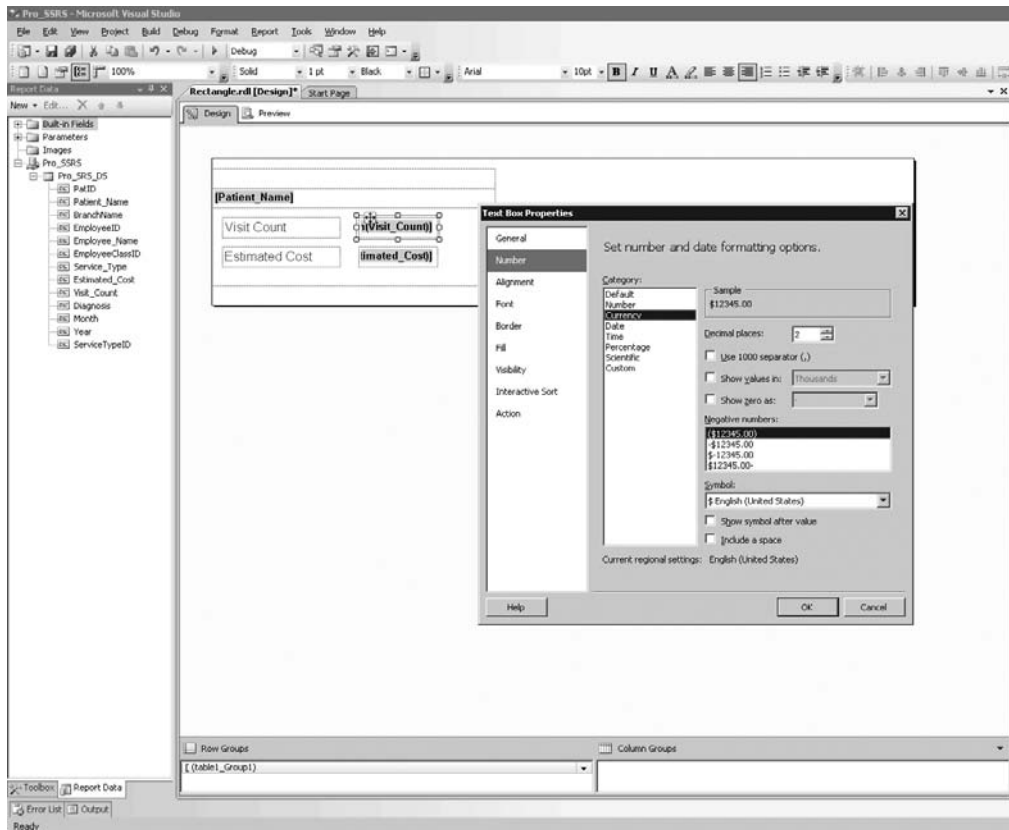 Pro_SSRS - Microsoft Visual Studio
File Edit View Project Build Debug Format Report Tools Window Help
Debug
100% Solid 1 pt Black Arial 10pt B I U A
Report Data
New Edit...
Built-in Fields
Parameters
Images
Pro_SSRS
Pro_SRS_DS
PatID
Patient_Name
BranchName
EmployeeID
Employee_Name
EmployeeClassID
Service_Type
Estimated_Cost
Visit_Count
Diagnosis
Month
Year
ServiceTypeID
Toolbox Report Data
Error List Output
Ready
Rectangle.rdl [Design]* Start Page
Design Preview
[Patient_Name]
Visit Count (Visit_Count)]
Estimated Cost timated_Cost)]
Text Box Properties
General
Number
Alignment
Font
Border
Fill
Visibility
Interactive Sort
Action
Set number and date formatting options.
Category:
Default
Number
Currency
Date
Time
Percentage
Scientific
Custom
Sample
$12345.00
Decimal places: 2
Use 1000 separator (,)
Show values in: Thousands
Show zero as: -
Negative numbers:
($12345.00)
-$12345.00
$-12345.00
$12345.00-
Symbol:
$ English (United States)
Show symbol after value
Include a space
Current regional settings: English (United States)
Help OK Cancel
Row Groups Column Groups
[ (table1_Group1)